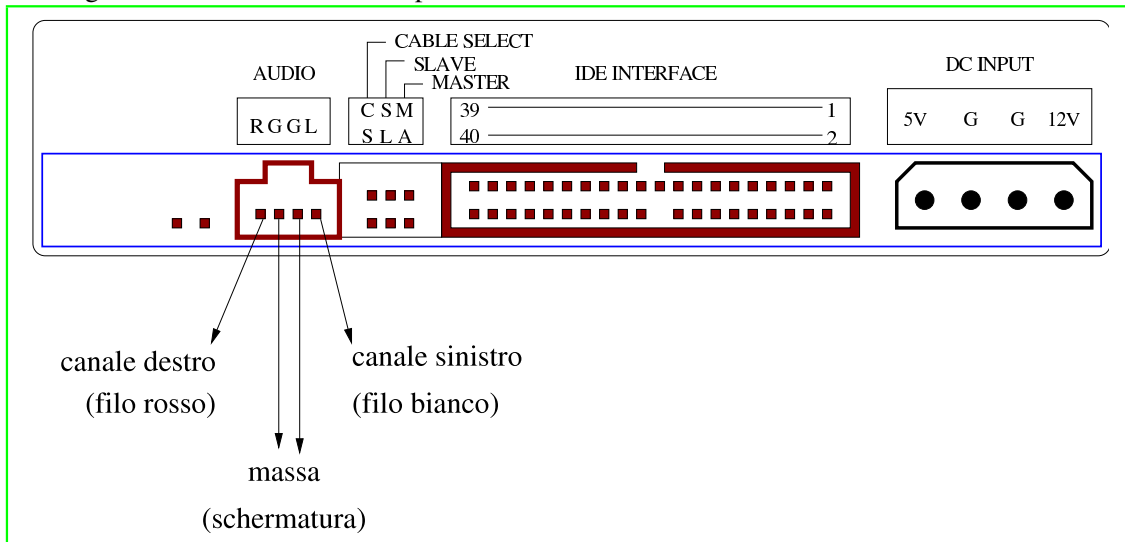 CABLE SELECT
SLAVE
AUDIO
MASTER
IDE INTERFACE
DC INPUT
R G G L
C S M
S L A
39 1
40 2
5V G G 12V
canale destro
(filo rosso)
canale sinistro
(filo bianco)
massa
(schermatura)